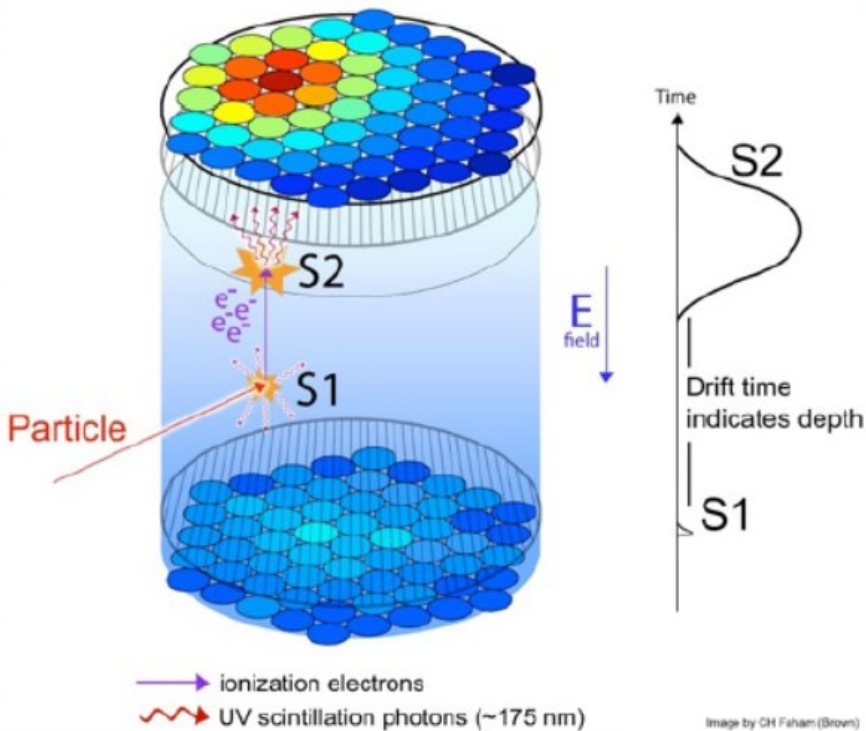 Time
S2
S2
e-
e-
e-
e-
E
field
S1
Drift time
indicates depth
Particle
S1
ionization electrons
UV scintillation photons (~175 nm)
Image by CH Faham (Brown)